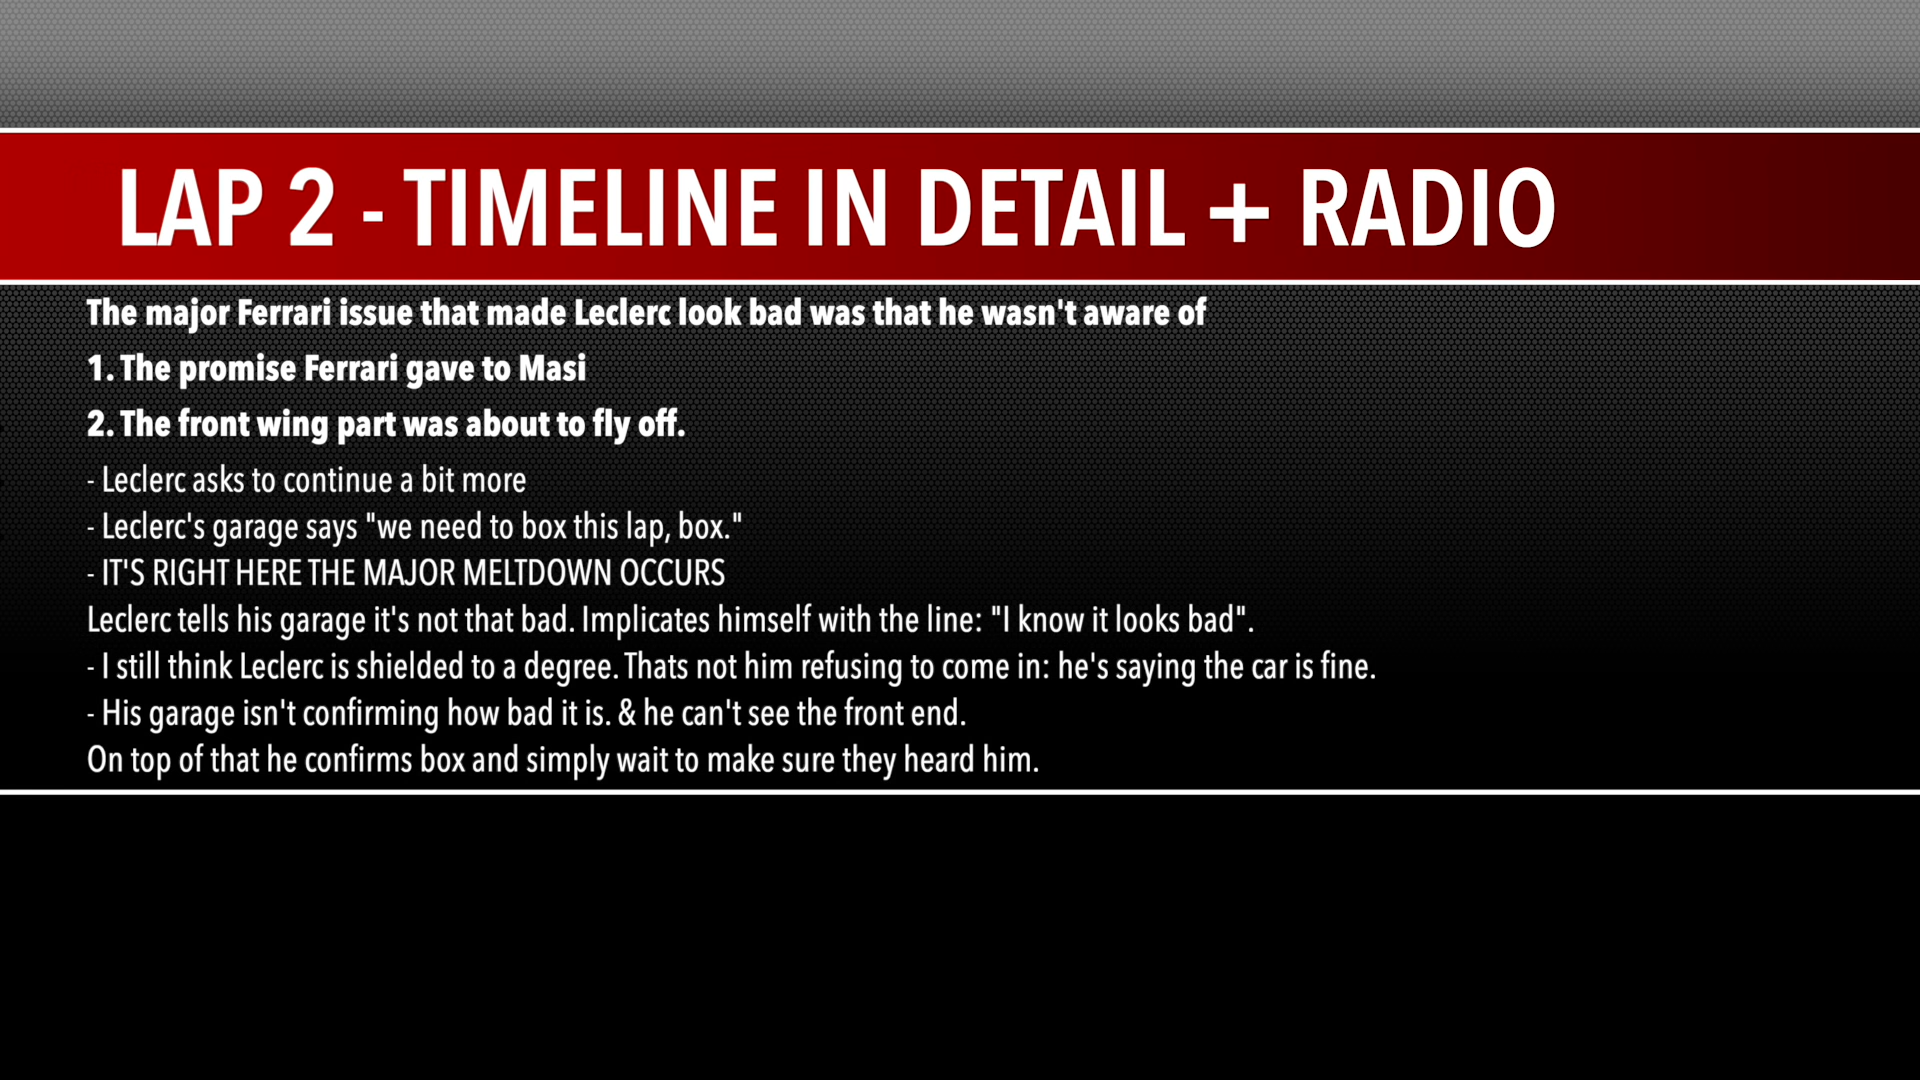 LAP 2 - TIMELINE IN DETAIL + RADIO
The major Ferrari issue that made Leclerc look bad was that he wasn't aware of
1. The promise Ferrari gave to Masi
2. The front wing part was about to fly off.
- Leclerc asks to continue a bit more
- Leclerc's garage says "we need to box this lap, box."
- IT'S RIGHT HERE THE MAJOR MELTDOWN OCCURS
Leclerc tells his garage it's not that bad. Implicates himself with the line: "I know it looks bad".
- I still think Leclerc is shielded to a degree. Thats not him refusing to come in: he's saying the car is fine.
- His garage isn't confirming how bad it is. & he can't see the front end.
On top of that he confirms box and simply wait to make sure they heard him.